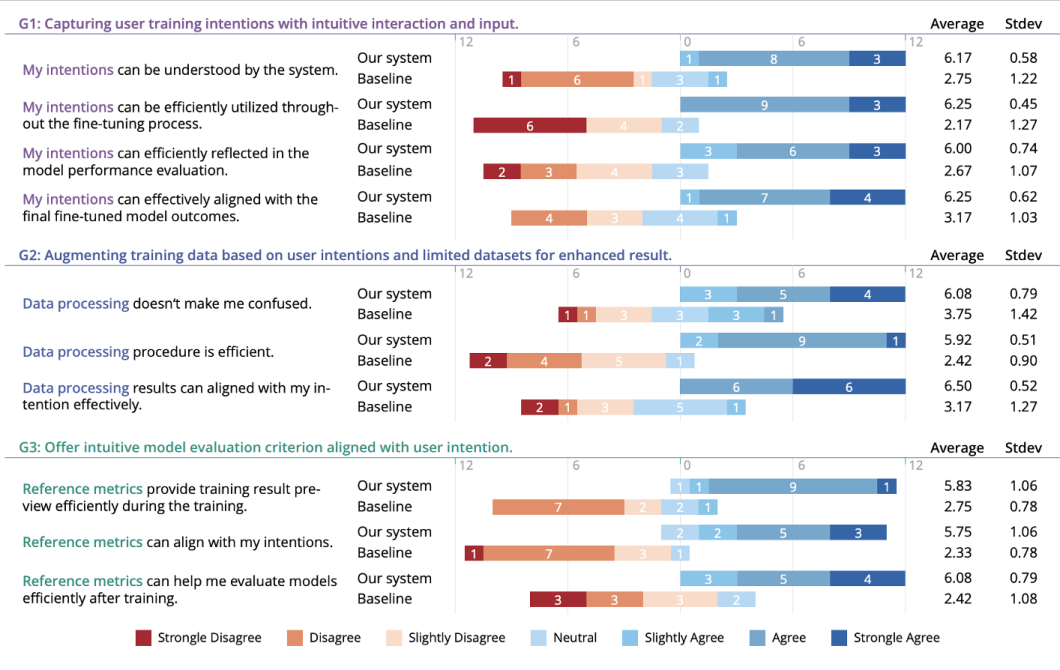 G1: Capturing user training intentions with intuitive interaction and input. Average Stdev
12 6 0 6 12
My intentions can be understood by the system.
Our system 1 8 3 6.17 0.58
Baseline 1 6 1 3 1 2.75 1.22
My intentions can be efficiently utilized through-
out the fine-tuning process.
Our system 9 3 6.25 0.45
Baseline 6 4 2 2.17 1.27
My intentions can efficiently reflected in the
model performance evaluation.
Our system 3 6 3 6.00 0.74
Baseline 2 3 4 3 2.67 1.07
My intentions can effectively aligned with the
final fine-tuned model outcomes.
Our system 1 7 4 6.25 0.62
Baseline 4 3 4 1 3.17 1.03
G2: Augmenting training data based on user intentions and limited datasets for enhanced result. Average Stdev
12 6 0 6 12
Data processing doesn't make me confused.
Our system 3 5 4 6.08 0.79
Baseline 1 1 3 3 3 1 3.75 1.42
Data processing procedure is efficient.
Our system 2 9 1 5.92 0.51
Baseline 2 4 5 1 2.42 0.90
Data processing results can aligned with my in-
tention effectively.
Our system 6 6 6.50 0.52
Baseline 2 1 3 5 1 3.17 1.27
G3: Offer intuitive model evaluation criterion aligned with user intention. Average Stdev
12 6 0 6 12
Reference metrics provide training result pre-
view efficiently during the training.
Our system 1 1 9 1 5.83 1.06
Baseline 7 2 2 1 2.75 0.78
Reference metrics can align with my intentions.
Our system 2 2 5 3 5.75 1.06
Baseline 1 7 3 1 2.33 0.78
Reference metrics can help me evaluate models
efficiently after training.
Our system 3 5 4 6.08 0.79
Baseline 3 3 3 2 2.42 1.08
Strongle Disagree Disagree Slightly Disagree Neutral Slightly Agree Agree Strongle Agree